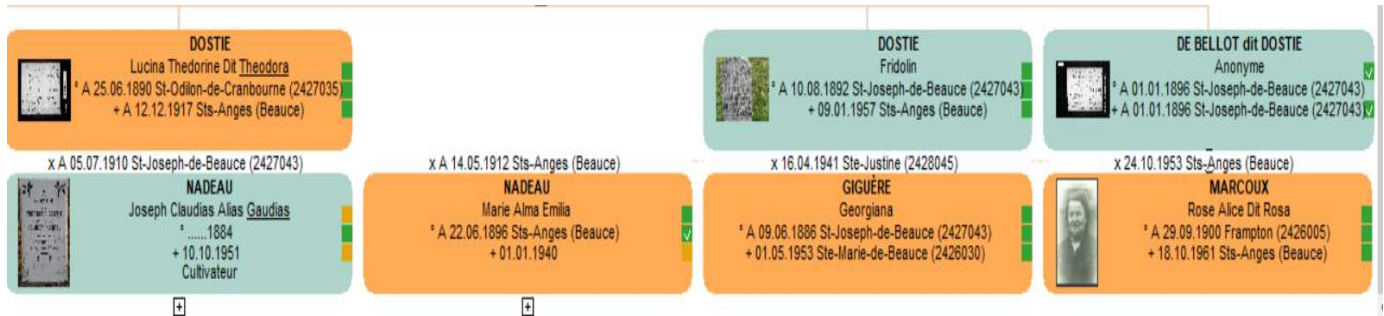 DOSTIE
Lucina Thedorine Dit Theodora
° A 25.06.1890 St-Odilon-de-Cranbourne (2427035)
+ A 12.12.1917 Sts-Anges (Beauce)
DOSTIE
Fridolin
° A 10.08.1892 St-Joseph-de-Beauce (2427043)
+ 09.01.1957 Sts-Anges (Beauce)
DE BELLOT dit DOSTIE
Anonyme
° A 01.01.1896 St-Joseph-de-Beauce (2427043)
+ A 01.01.1896 St-Joseph-de-Beauce (2427043)
x A 05.07.1910 St-Joseph-de-Beauce (2427043)
x A 14.05.1912 Sts-Anges (Beauce)
x 16.04.1941 Ste-Justine (2428045)
x 24.10.1953 Sts-Anges (Beauce)
NADEAU
Joseph Claudias Alias Gaudias
° ......1884
+ 10.10.1951
Cultivateur
NADEAU
Marie Alma Emilia
° A 22.06.1896 Sts-Anges (Beauce)
+ 01.01.1940
GIGUÈRE
Georgiana
° A 09.06.1886 St-Joseph-de-Beauce (2427043)
+ 01.05.1953 Ste-Marie-de-Beauce (2426030)
MARCOUX
Rose Alice Dit Rosa
° A 29.09.1900 Frampton (2426005)
+ 18.10.1961 Sts-Anges (Beauce)